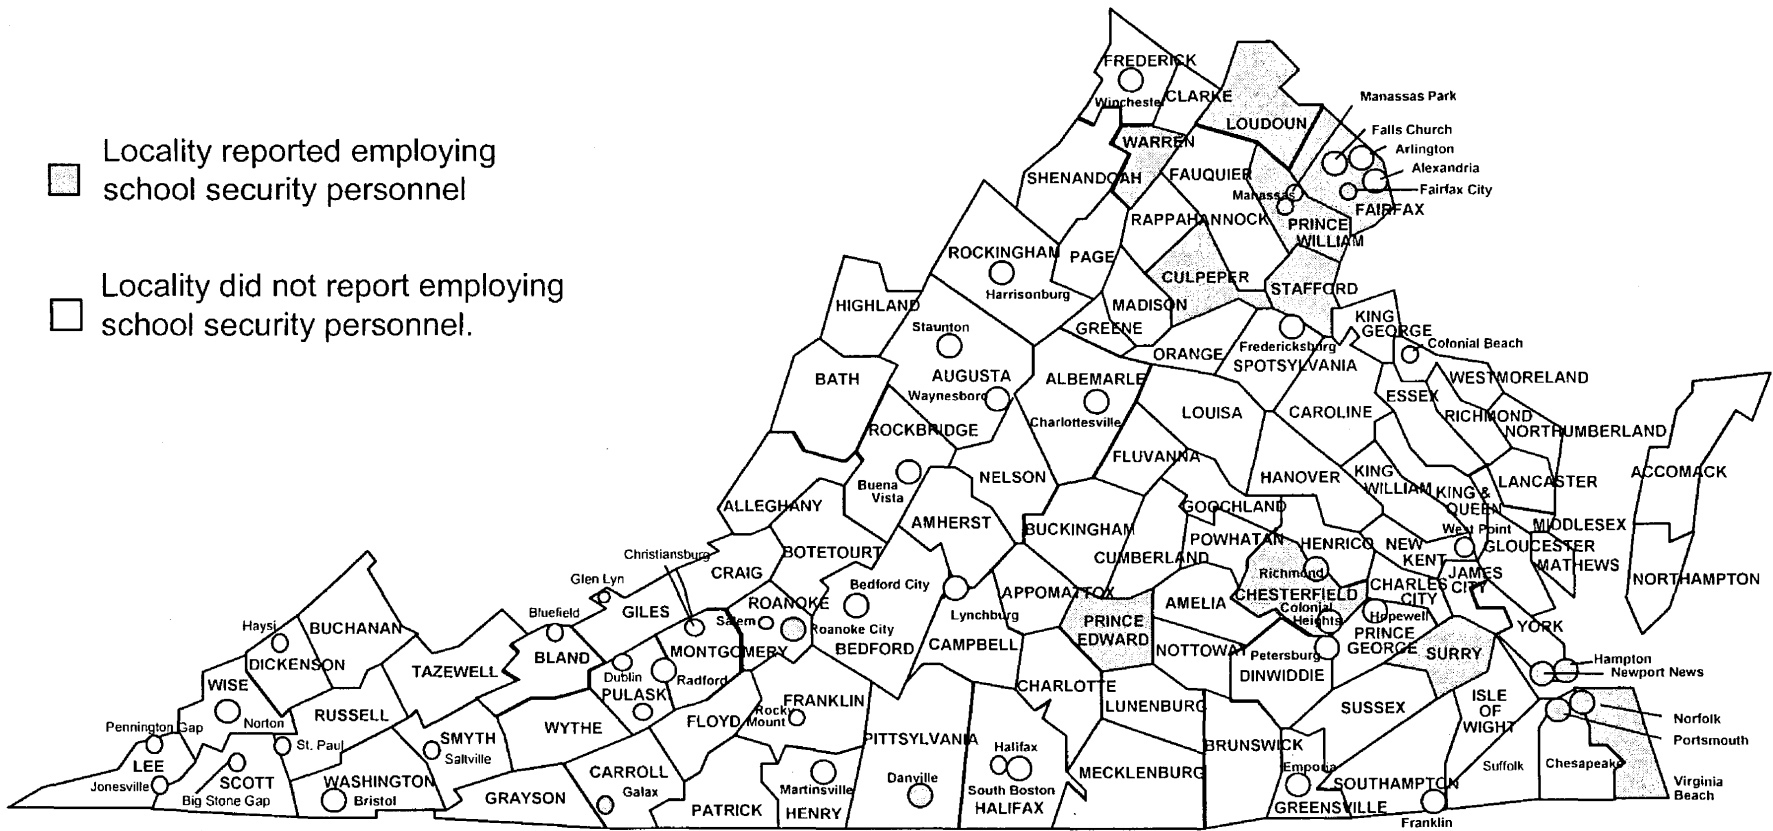 Locality reported employing
school security personnel
Locality did not report employing
school security personnel.
FREDERICK
Winchester
CLARKE
LOUDOUN
Manassas Park
Falls Church
Arlington
Alexandria
Fairfax City
FAIRFAX
WARREN
SHENANDOAH
FAUQUIER
Manassas
PRINCE
WILLIAM
RAPPAHANNOCK
ROCKINGHAM
Harrisonburg
PAGE
CULPEPER
STAFFORD
MADISON
GREENE
HIGHLAND
Staunton
AUGUSTA
Waynesboro
BATH
ALBEMARLE
Charlottesville
ORANGE
Fredericksburg
SPOTSYLVANIA
KING
GEORGE
Colonial Beach
WESTMORELAND
ESSEX
RICHMOND
NORTHUMBERLAND
LOUISA
CAROLINE
ROCKBRIDGE
Buena
Vista
NELSON
FLUVANNA
HANOVER
KING
WILLIAM
KING &
QUEEN
LANCASTER
ACCOMACK
ALLEGHANY
AMHERST
BUCKINGHAM
GOOCHLAND
POWHATAN
HENRICO
NEW
KENT
West Point
MIDDLESEX
GLOUCESTER
MATHEWS
NORTHAMPTON
BOTETOURT
CUMBERLAND
Richmond
CHESTERFIELD
CHARLES
CITY
JAMES
CITY
Christiansburg
CRAIG
Glen Lyn
GILES
Bluefield
ROANOKE
Salem
Roanoke City
Bedford City
BEDFORD
Lynchburg
APPOMATTOX
CAMPBELL
PRINCE
EDWARD
AMELIA
NOTTOWAY
Colonial
Heights
Hopewell
PRINCE
GEORGE
Petersburg
DINWIDDIE
SURRY
YORK
Hampton
Newport News
Haysi
BUCHANAN
DICKENSON
TAZEWELL
BLAND
MONTGOMERY
Dublin
Radford
PULASKI
WISE
Norton
RUSSELL
WYTHE
FLOYD
Rocky
Mount
FRANKLIN
PITTSYLVANIA
CHARLOTTE
LUNENBURG
SUSSEX
ISLE
OF
WIGHT
Norfolk
Portsmouth
Pennington Gap
LEE
Jonesville
St. Paul
SCOTT
Big Stone Gap
SMYTH
Saltville
WASHINGTON
Bristol
GRAYSON
CARROLL
Galax
PATRICK
Martinsville
HENRY
Danville
Halifax
South Boston
HALIFAX
MECKLENBURG
BRUNSWICK
Emporia
GREENSVILLE
SOUTHAMPTON
Franklin
Suffolk
Chesapeake
Virginia
Beach